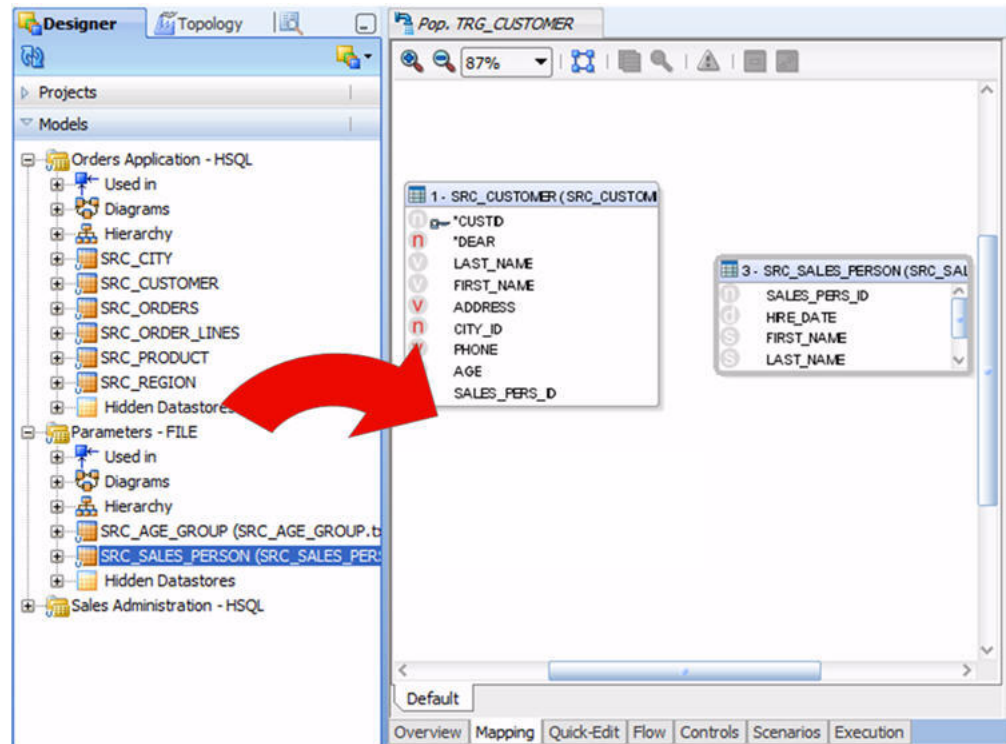 Designer
Topology
Pop. TRG_CUSTOMER
87%
Projects
Models
Orders Application - HSQL
Used in
Diagrams
Hierarchy
SRC_CITY
SRC_CUSTOMER
SRC_ORDERS
SRC_ORDER_LINES
SRC_PRODUCT
SRC_REGION
Hidden Datastores
Parameters - FILE
Used in
Diagrams
Hierarchy
SRC_AGE_GROUP (SRC_AGE_GROUP.t
SRC_SALES_PERSON (SRC_SALES_PER
Hidden Datastores
Sales Administration - HSQL
1 - SRC_CUSTOMER (SRC_CUSTOM
*CUSTID
*DEAR
LAST_NAME
FIRST_NAME
ADDRESS
CITY_ID
PHONE
AGE
SALES_PERS_ID
3 - SRC_SALES_PERSON (SRC_SAL
SALES_PERS_ID
HIRE_DATE
FIRST_NAME
LAST_NAME
Default
Overview Mapping Quick-Edit Flow Controls Scenarios Execution